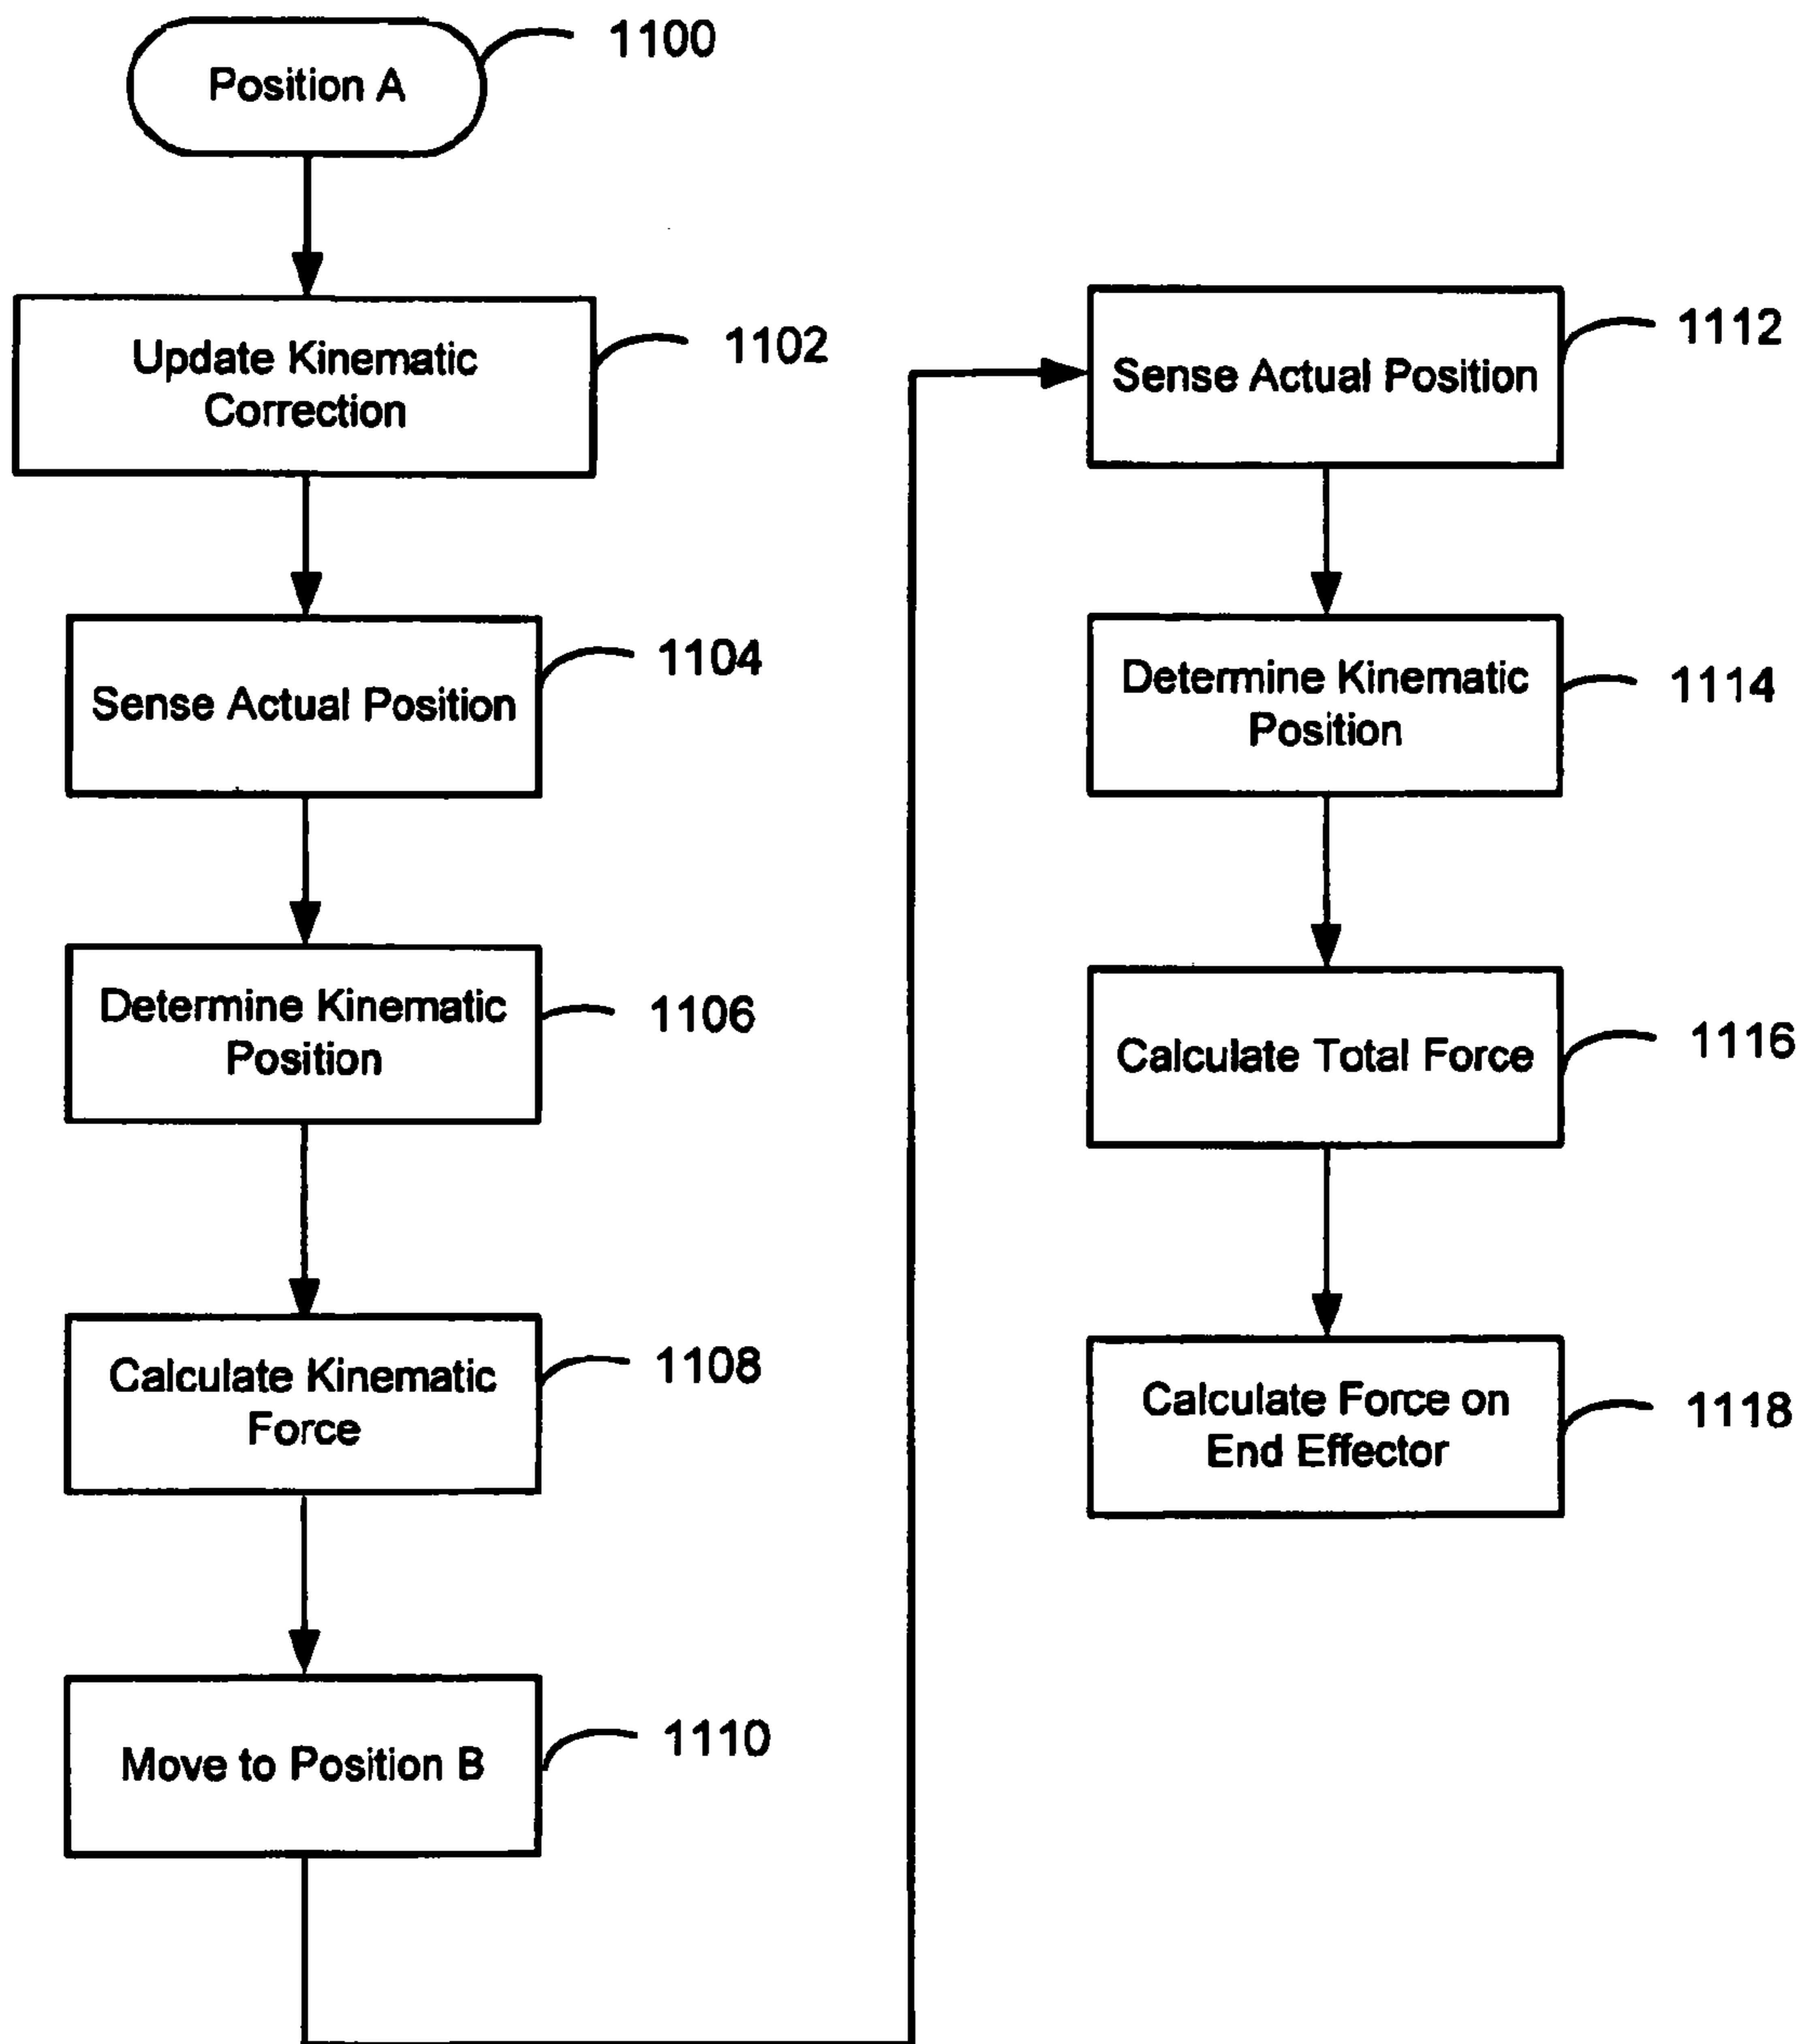 Position A
1100
Update Kinematic
Correction
1102
Sense Actual Position
1104
Determine Kinematic
Position
1106
Calculate Kinematic
Force
1108
Move to Position B
1110
Sense Actual Position
1112
Determine Kinematic
Position
1114
Calculate Total Force
1116
Calculate Force on
End Effector
1118